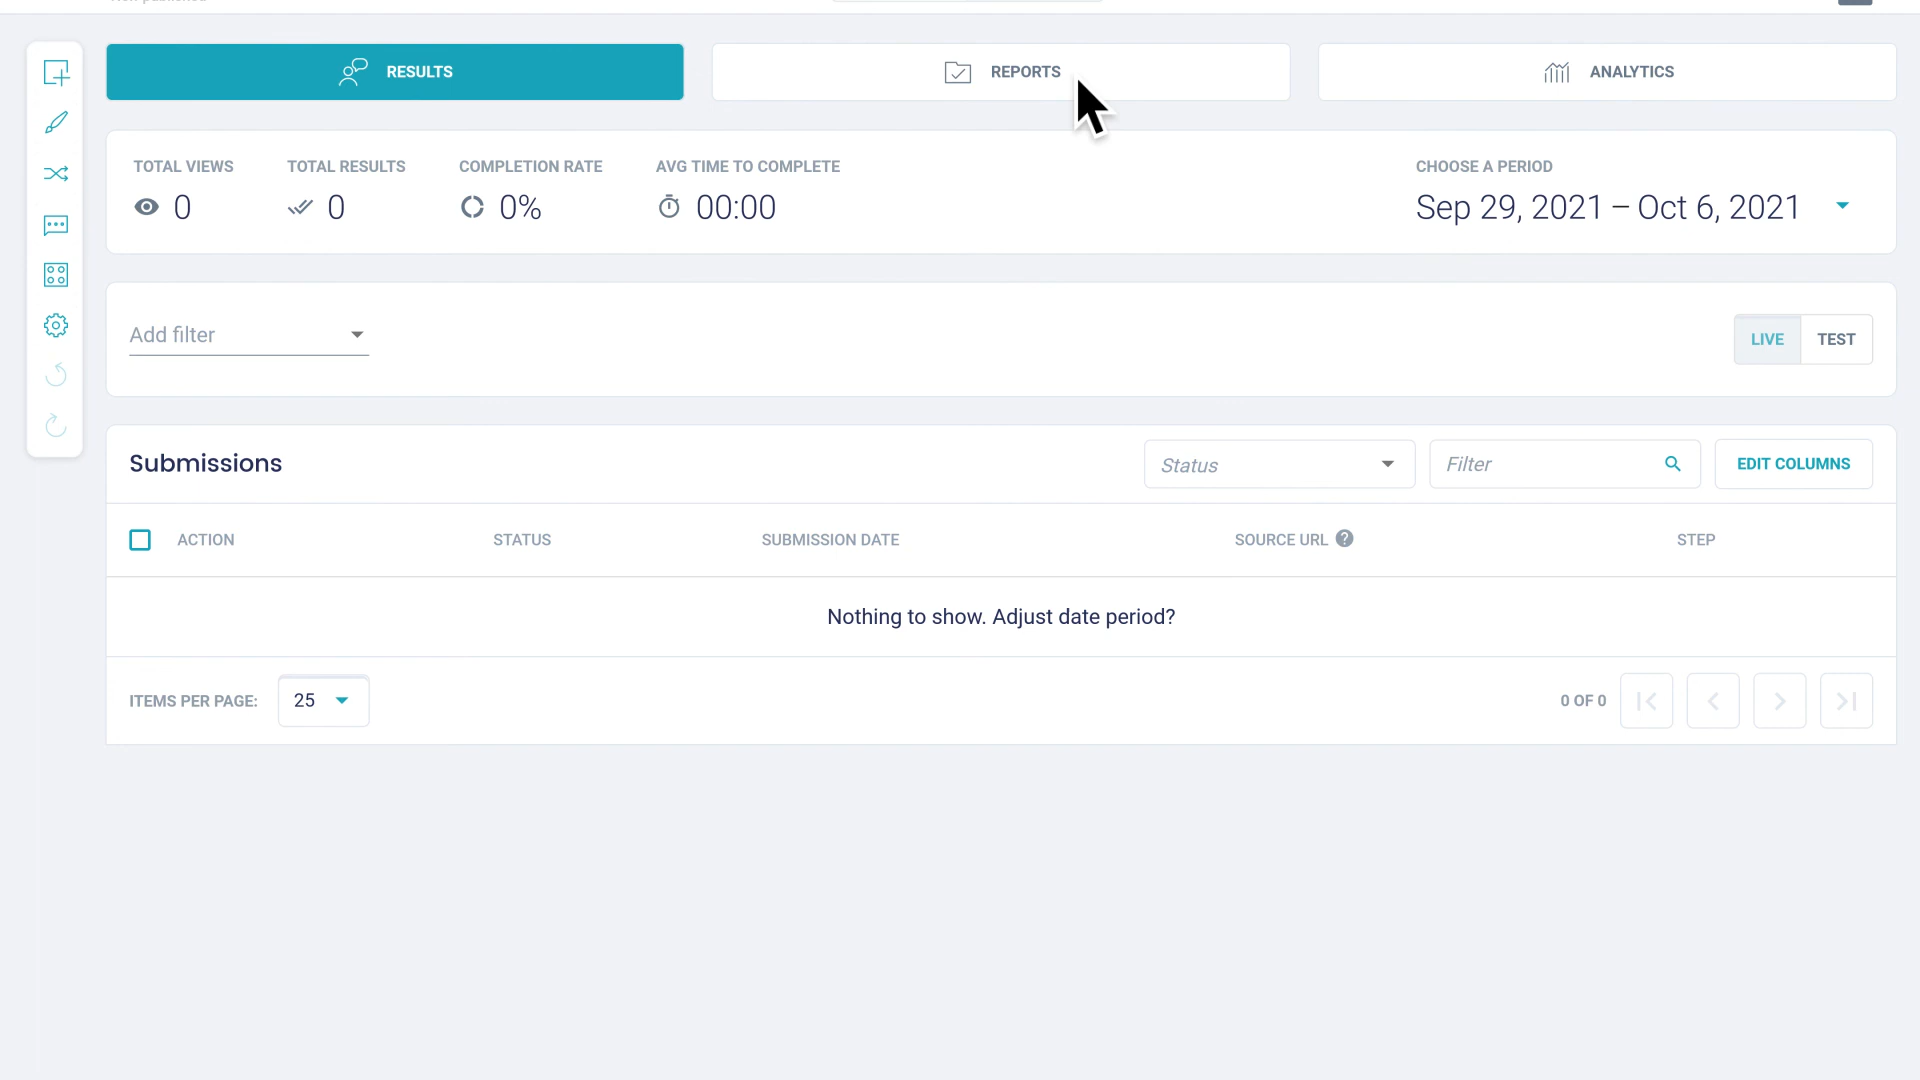 RESULTS
REPORTS
ANALYTICS
TOTAL VIEWS
TOTAL RESULTS
COMPLETION RATE
AVG TIME TO COMPLETE
CHOOSE A PERIOD
0
0
0%
00:00
Sep 29, 2021 – Oct 6, 2021
Add filter
LIVE
TEST
Submissions
Status
Filter
EDIT COLUMNS
ACTION
STATUS
SUBMISSION DATE
SOURCE URL
STEP
Nothing to show. Adjust date period?
ITEMS PER PAGE:
25
0 OF 0